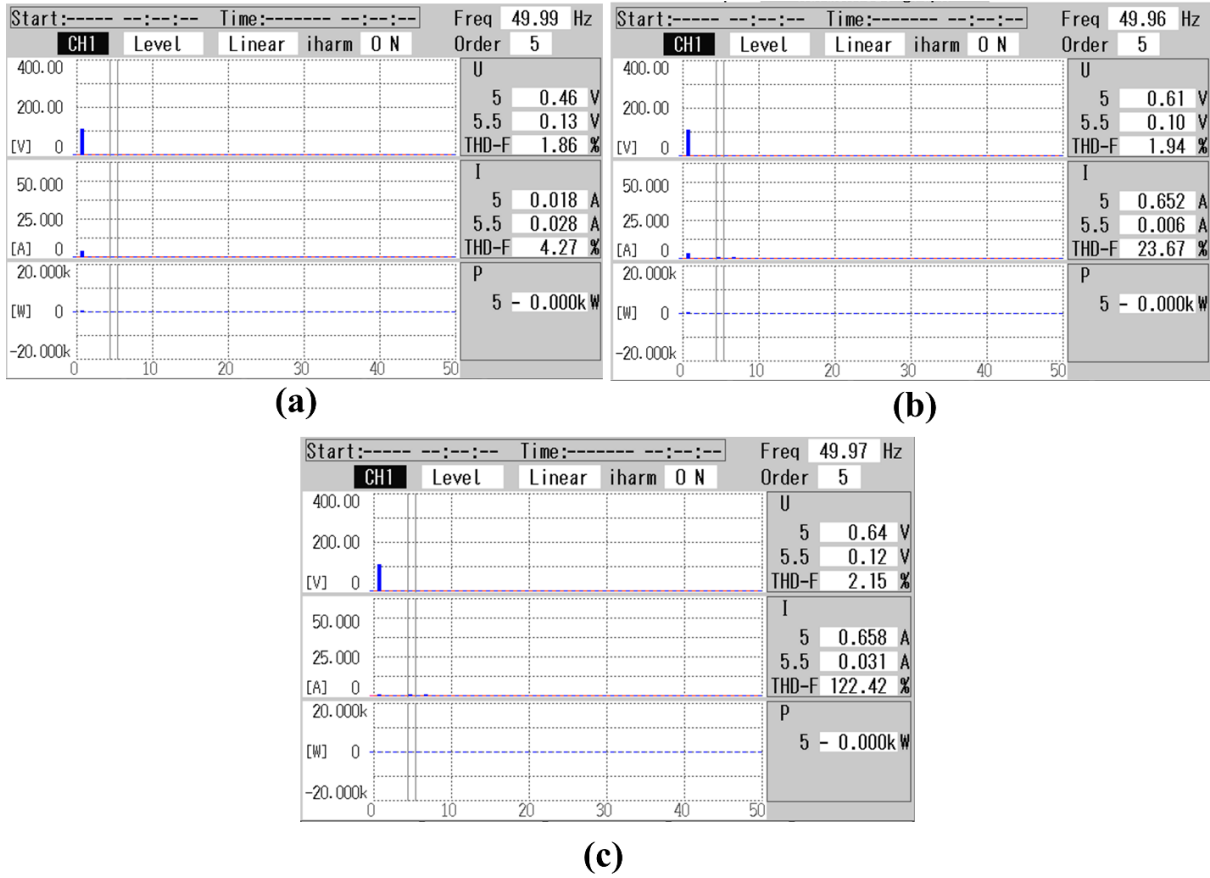 Start:----- --:--:-- Time:------- --:--:-- Freq 49.99 Hz
CH1 Level Linear iharm O N Order 5
400.00
200.00
[V] 0
U
5 0.46 V
5.5 0.13 V
THD-F 1.86 %
50.000
25.000
[A] 0
I
5 0.018 A
5.5 0.028 A
THD-F 4.27 %
20.000k
[W] 0
-20.000k
P
5 - 0.000k W
0 10 20 30 40 50
(a)
Start:----- --:--:-- Time:------- --:--:-- Freq 49.96 Hz
CH1 Level Linear iharm O N Order 5
400.00
200.00
[V] 0
U
5 0.61 V
5.5 0.10 V
THD-F 1.94 %
50.000
25.000
[A] 0
I
5 0.652 A
5.5 0.006 A
THD-F 23.67 %
20.000k
[W] 0
-20.000k
P
5 - 0.000k W
0 10 20 30 40 50
(b)
Start:----- --:--:-- Time:------- --:--:-- Freq 49.97 Hz
CH1 Level Linear iharm O N Order 5
400.00
200.00
[V] 0
U
5 0.64 V
5.5 0.12 V
THD-F 2.15 %
50.000
25.000
[A] 0
I
5 0.658 A
5.5 0.031 A
THD-F 122.42 %
20.000k
[W] 0
-20.000k
P
5 - 0.000k W
0 10 20 30 40 50
(c)